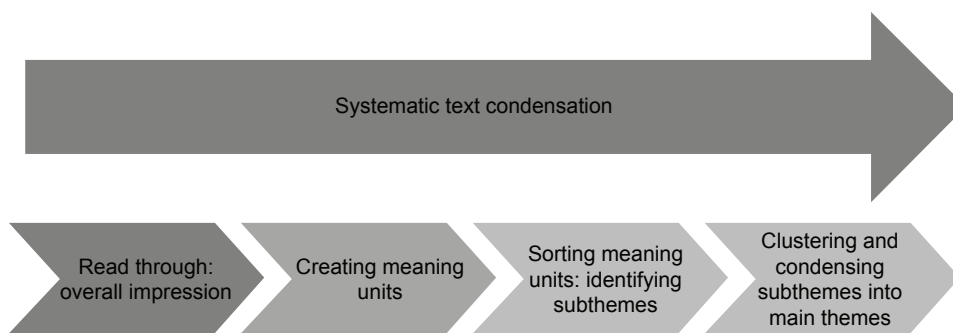 Systematic text condensation
Read through:
overall impression
Creating meaning
units
Sorting meaning
units: identifying
subthemes
Clustering and
condensing
subthemes into
main themes